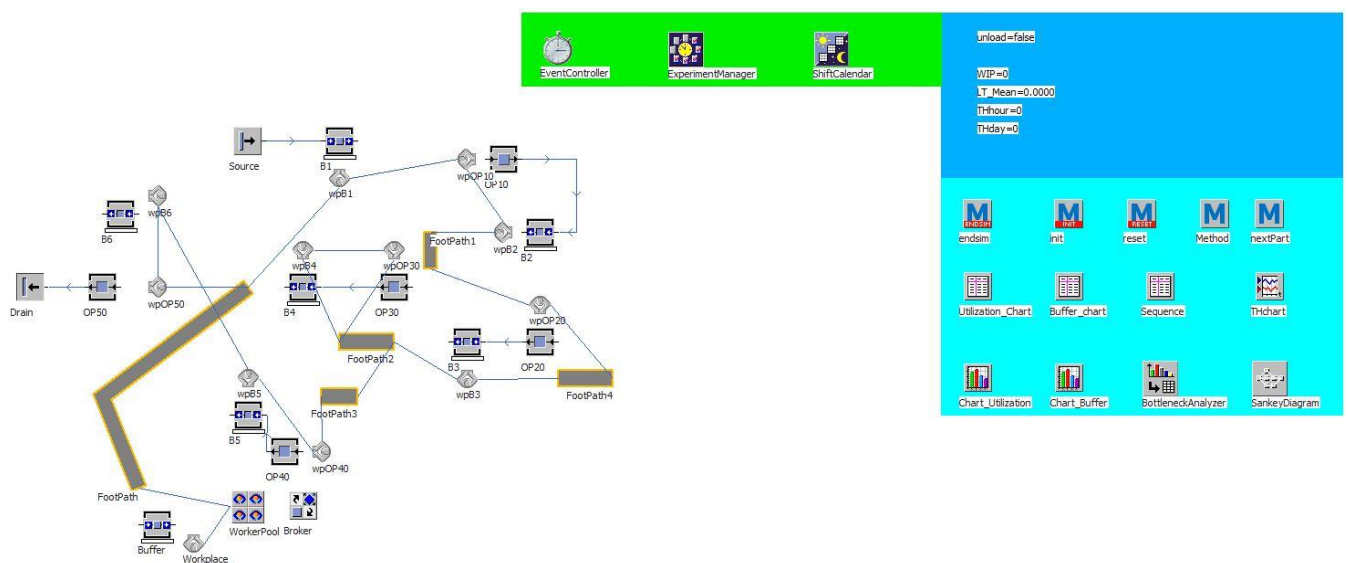 unload=false
EventController
ExperimentManager
ShiftCalendar
WIP=0
LT_Mean=0.0000
THhour=0
THday=0
Source
B1
wpB1
wpOP10
OP10
wpB6
B6
wpB2
B2
FootPath1
wpB4
wpOP30
Drain
OP50
wpOP50
B4
OP30
wpOP20
FootPath2
B3
OP20
wpB3
FootPath4
wpB5
FootPath3
B5
OP40
wpOP40
FootPath
WorkerPool
Broker
Buffer
Workplace
M
ENDSIM
endsim
M
INIT
init
M
RESET
reset
M
Method
M
nextPart
Utilization_Chart
Buffer_chart
Sequence
THchart
Chart_Utilization
Chart_Buffer
BottleneckAnalyzer
SankeyDiagram